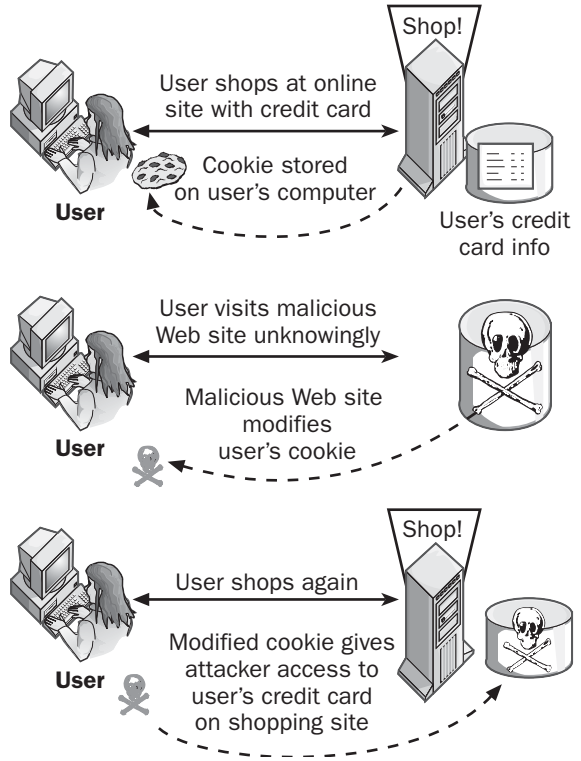 Shop!
User shops at online
site with credit card
Cookie stored
on user's computer
User
User's credit
card info
User visits malicious
Web site unknowingly
Malicious Web site
modifies
user's cookie
User
Shop!
User shops again
Modified cookie gives
attacker access to
user's credit card
on shopping site
User